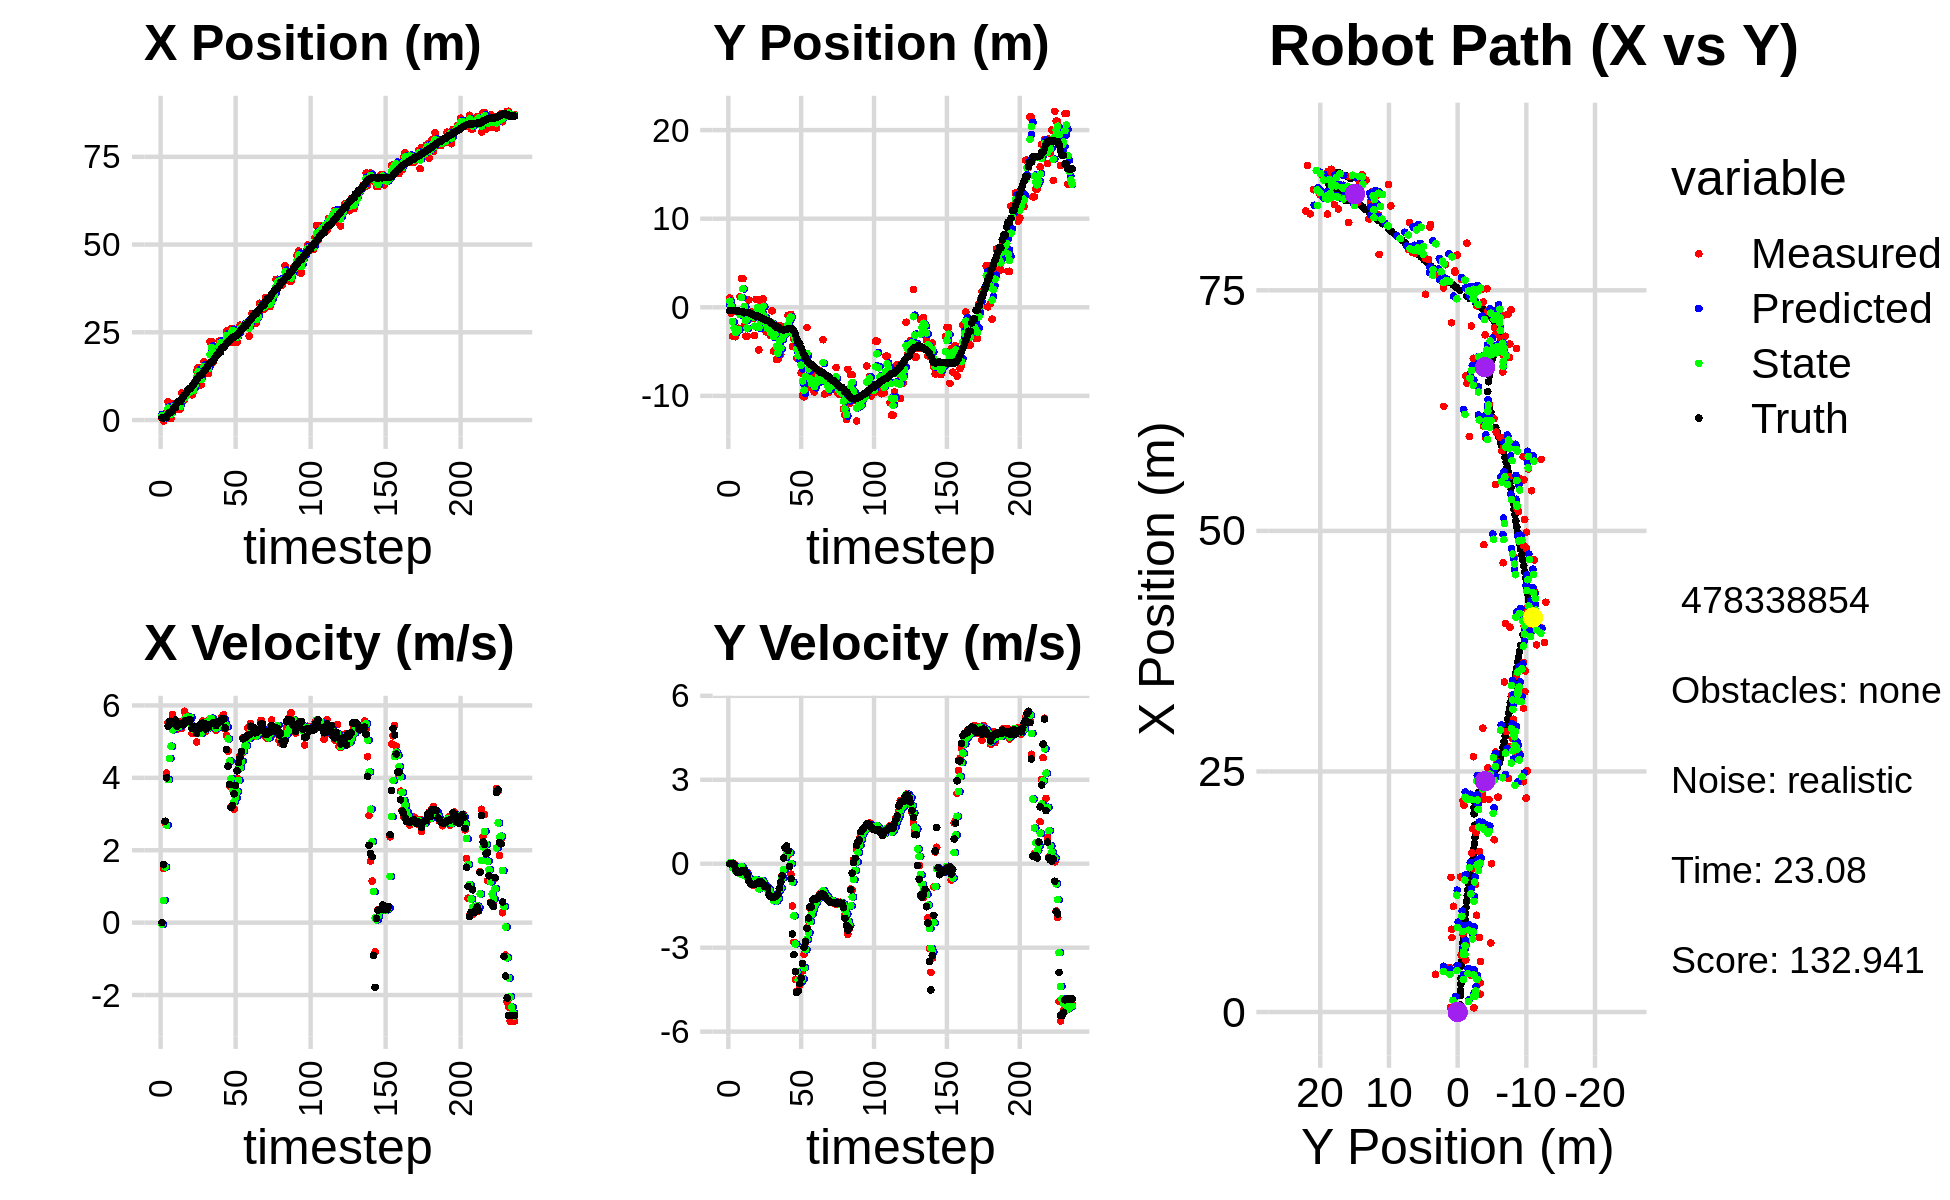 X Position (m)
75
50
25
0
0
50
100
150
200
timestep
Y Position (m)
20
10
0
-10
0
50
100
150
200
timestep
X Velocity (m/s)
6
4
2
0
-2
0
50
100
150
200
timestep
Y Velocity (m/s)
6
3
0
-3
-6
0
50
100
150
200
timestep
Robot Path (X vs Y)
X Position (m)
75
50
25
0
20 10 0 -10 -20
Y Position (m)
variable
Measured
Predicted
State
Truth
478338854
Obstacles: none
Noise: realistic
Time: 23.08
Score: 132.941